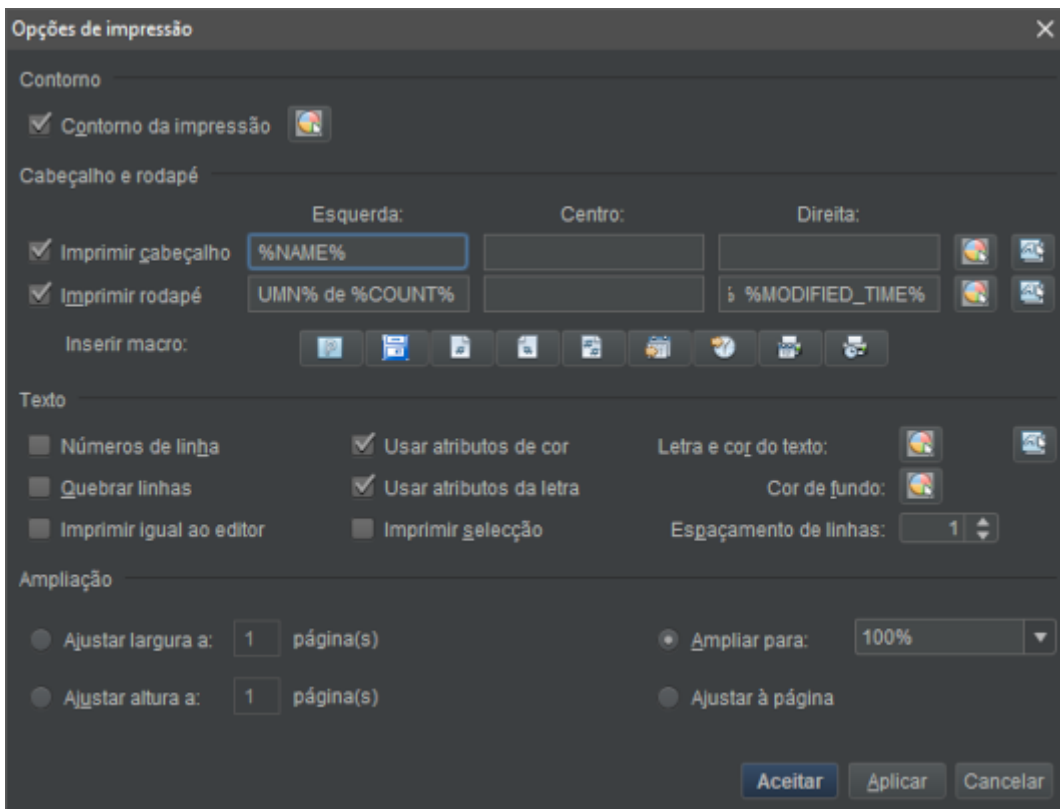 Opções de impressão
Contorno
Contorno da impressão
Cabeçalho e rodapé
Esquerda: Centro: Direita:
Imprimir cabeçalho %NAME%
Imprimir rodapé UMN% de %COUNT% %MODIFIED_TIME%
Inserir macro:
Texto
Números de linha Usar atributos de cor Letra e cor do texto:
Quebrar linhas Usar atributos da letra Cor de fundo:
Imprimir igual ao editor Imprimir selecção Espaçamento de linhas: 1
Ampliação
Ajustar largura a: 1 página(s) Ampliar para: 100%
Ajustar altura a: 1 página(s) Ajustar à página
Aceitar Aplicar Cancelar